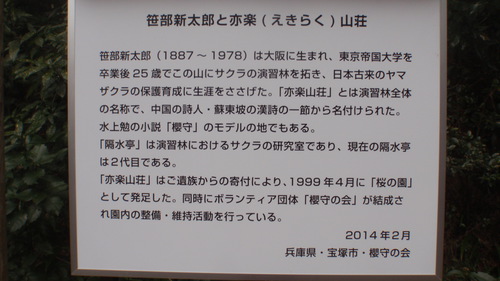 笹部新太郎と亦楽(えきらく)山荘
笹部新太郎（1887～1978）は大阪に生まれ、東京帝国大学を
卒業後25歳でこの山にサクラの演習林を拓き、日本古来のヤマ
ザクラの保護育成に生涯をささげた。「亦楽山荘」とは演習林全体
の名称で、中国の詩人・蘇東坡の漢詩の一節から名付けられた。
水上勉の小説「櫻守」のモデルの地でもある。
「隔水亭」は演習林におけるサクラの研究室であり、現在の隔水亭
は2代目である。
「亦楽山荘」はご遺族からの寄付により、1999年4月に「桜の園」
として発足した。同時にボランティア団体「櫻守の会」が結成さ
れ園内の整備・維持活動を行っている。
2014年2月
兵庫県・宝塚市・櫻守の会